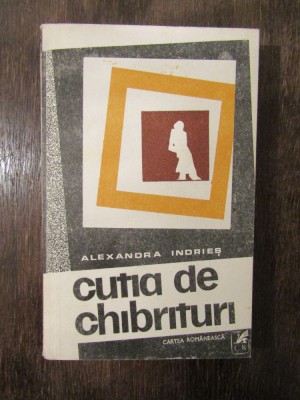 ALEXANDRA INDRIEȘ
cutia de
chibrituri
CARTEA ROMÂNEASCĂ